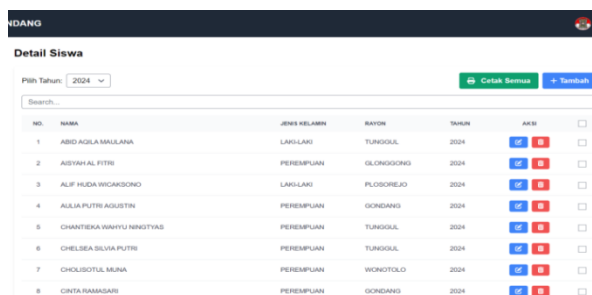 NDANG
Detail Siswa
Pilih Tahun: 2024
Cetak Semua + Tambah
Search...
NO. NAMA JENIS KELAMIN RAYON TAHUN AKSI
1 ABID AQILA MAULANA LAKI-LAKI TUNGGUL 2024
2 AISYAH AL FITRI PEREMPUAN GLONGGONG 2024
3 ALIF HUDA WICAKSONO LAKI-LAKI PLOSOREJO 2024
4 AULIA PUTRI AGUSTIN PEREMPUAN GONDANG 2024
5 CHANTIEKA WAHYU NINGTYAS PEREMPUAN TUNGGUL 2024
6 CHELSEA SILVIA PUTRI PEREMPUAN TUNGGUL 2024
7 CHOLISOTUL MUNA PEREMPUAN WONOTOLO 2024
8 CINTA RAMASARI PEREMPUAN GONDANG 2024